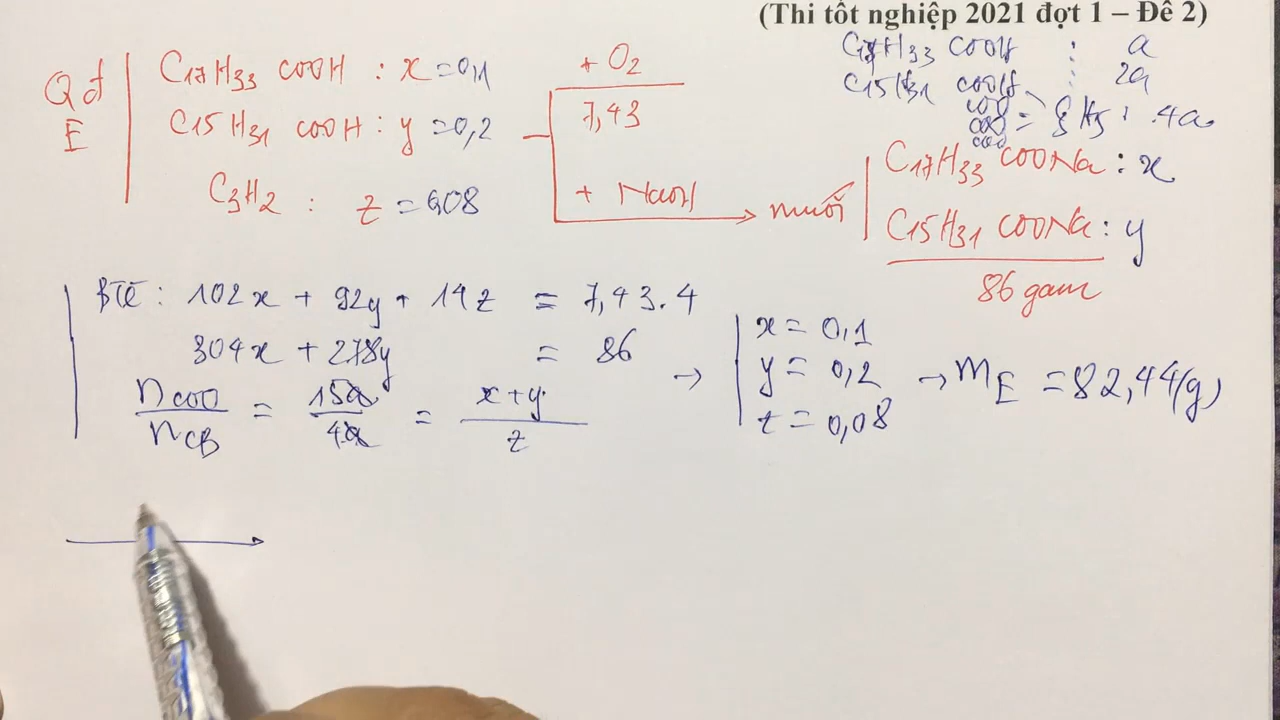 (Thi tốt nghiệp 2021 đợt 1 – Đề 2)
C17H33 COOH : a
C15H31 COOH : 2a
C3H5 : 4a
Qđ E
C17H33 COOH : x = 0,1
C15H31 COOH : y = 0,2
C3H2 : z = 0,08
+ O2
7,43
+ NaOH
muối
C17H33 COONa : x
C15H31 COONa : y
86 gam
BTE : 102x + 92y + 14z = 7,43.4
304x + 278y = 86
nCOO / nCB = 15a / 4a = x+y / z
→ x = 0,1
y = 0,2
z = 0,08
→ mE = 82,44(g)